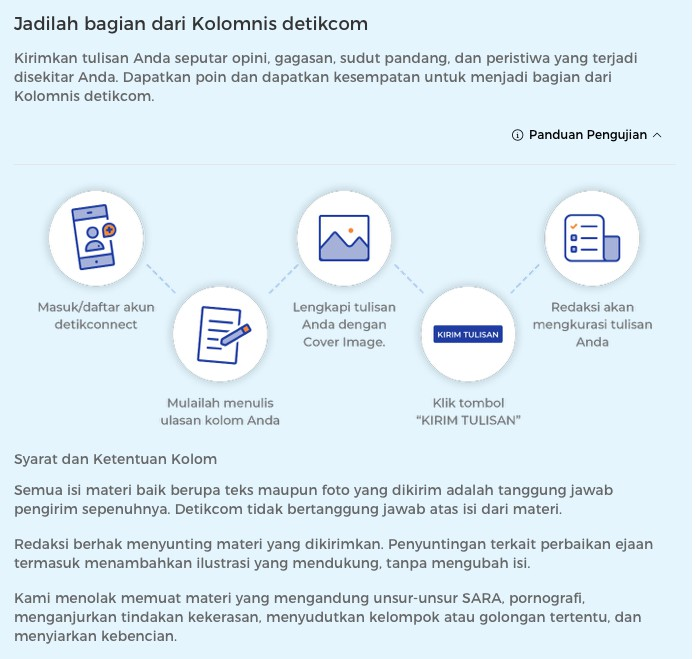 Jadilah bagian dari Kolomnis detikcom
Kirimkan tulisan Anda seputar opini, gagasan, sudut pandang, dan peristiwa yang terjadi
disekitar Anda. Dapatkan poin dan dapatkan kesempatan untuk menjadi bagian dari
Kolomnis detikcom.
Panduan Pengujian
Masuk/daftar akun
detikconnect
Mulailah menulis
ulasan kolom Anda
Lengkapi tulisan
Anda dengan
Cover Image.
KIRIM TULISAN
Klik tombol
“KIRIM TULISAN”
Redaksi akan
mengkurasi tulisan
Anda
Syarat dan Ketentuan Kolom
Semua isi materi baik berupa teks maupun foto yang dikirim adalah tanggung jawab
pengirim sepenuhnya. Detikcom tidak bertanggung jawab atas isi dari materi.
Redaksi berhak menyunting materi yang dikirimkan. Penyuntingan terkait perbaikan ejaan
termasuk menambahkan ilustrasi yang mendukung, tanpa mengubah isi.
Kami menolak memuat materi yang mengandung unsur-unsur SARA, pornografi,
menganjurkan tindakan kekerasan, menyudutkan kelompok atau golongan tertentu, dan
menyiarkan kebencian.